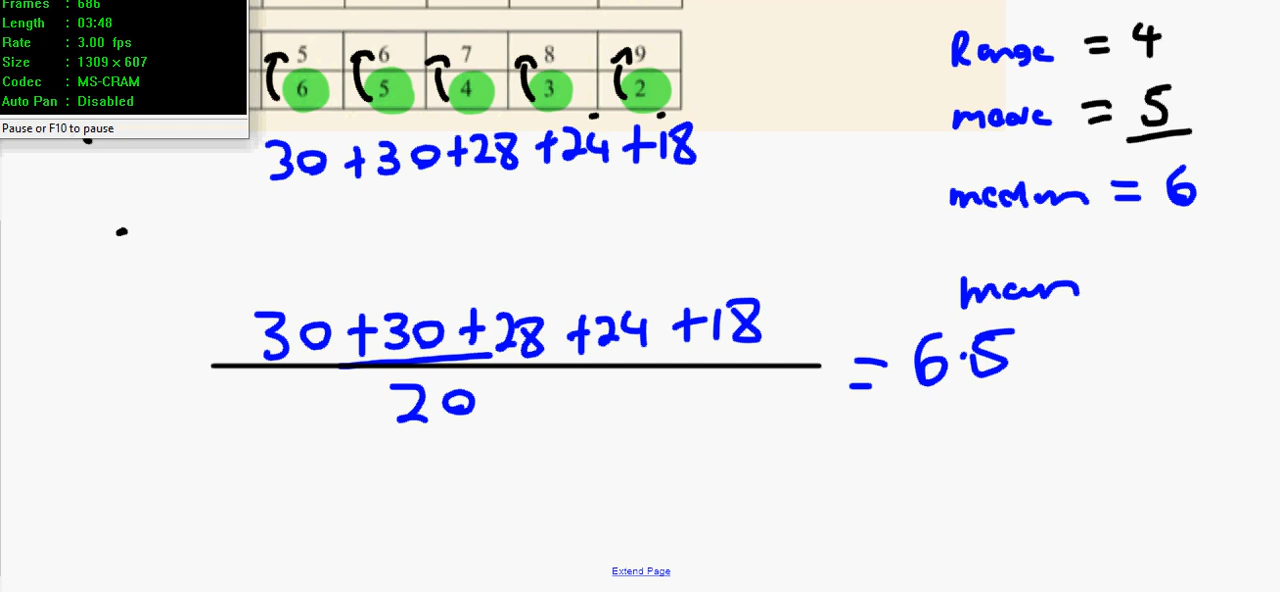 Frames : 686
Length : 03:48
Rate : 3.00 fps
Size : 1309 × 607
Codec : MS-CRAM
Auto Pan : Disabled
Pause or F10 to pause
5 6 7 8 9
6 5 4 3 2
30 + 30 + 28 + 24 + 18
Range = 4
mode = 5
median = 6
mean
30 + 30 + 28 + 24 + 18
20
= 6.5
Extend Page